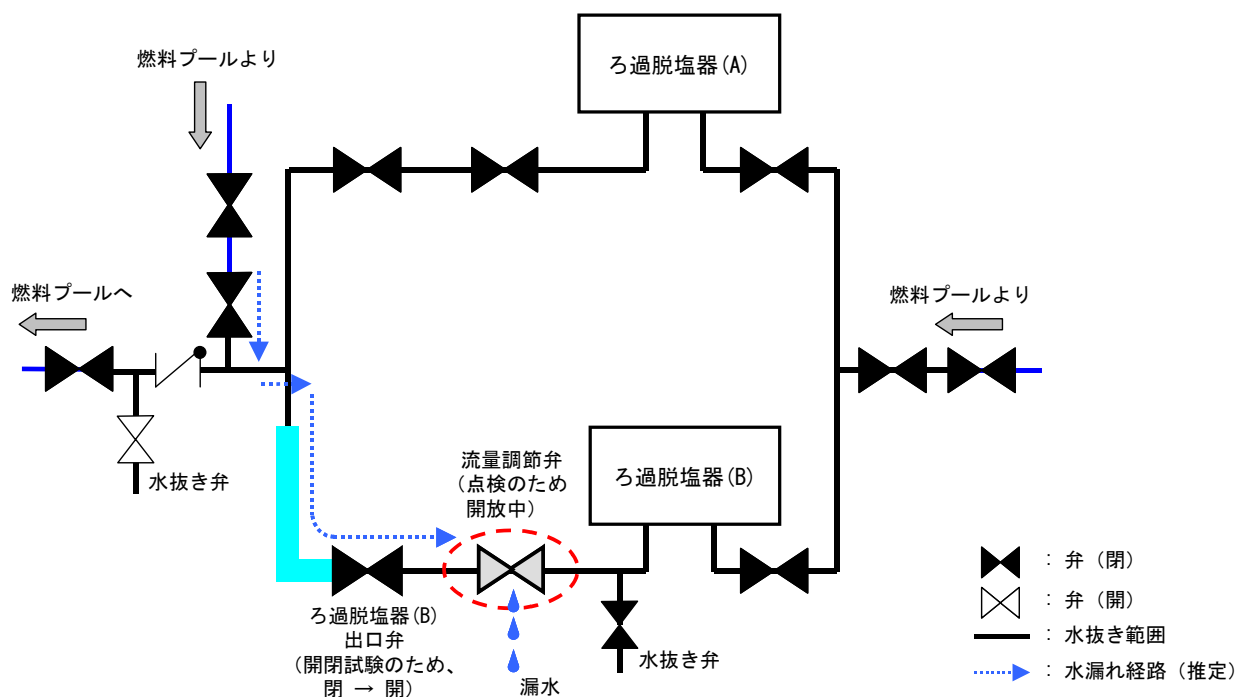 燃料プールより
ろ過脱塩器(A)
燃料プールへ
燃料プールより
水抜き弁
流量調節弁
(点検のため
開放中)
ろ過脱塩器(B)
ろ過脱塩器(B)
出口弁
(開閉試験のため、
閉 → 開)
漏水
水抜き弁
: 弁(閉)
: 弁(開)
: 水抜き範囲
: 水漏れ経路(推定)